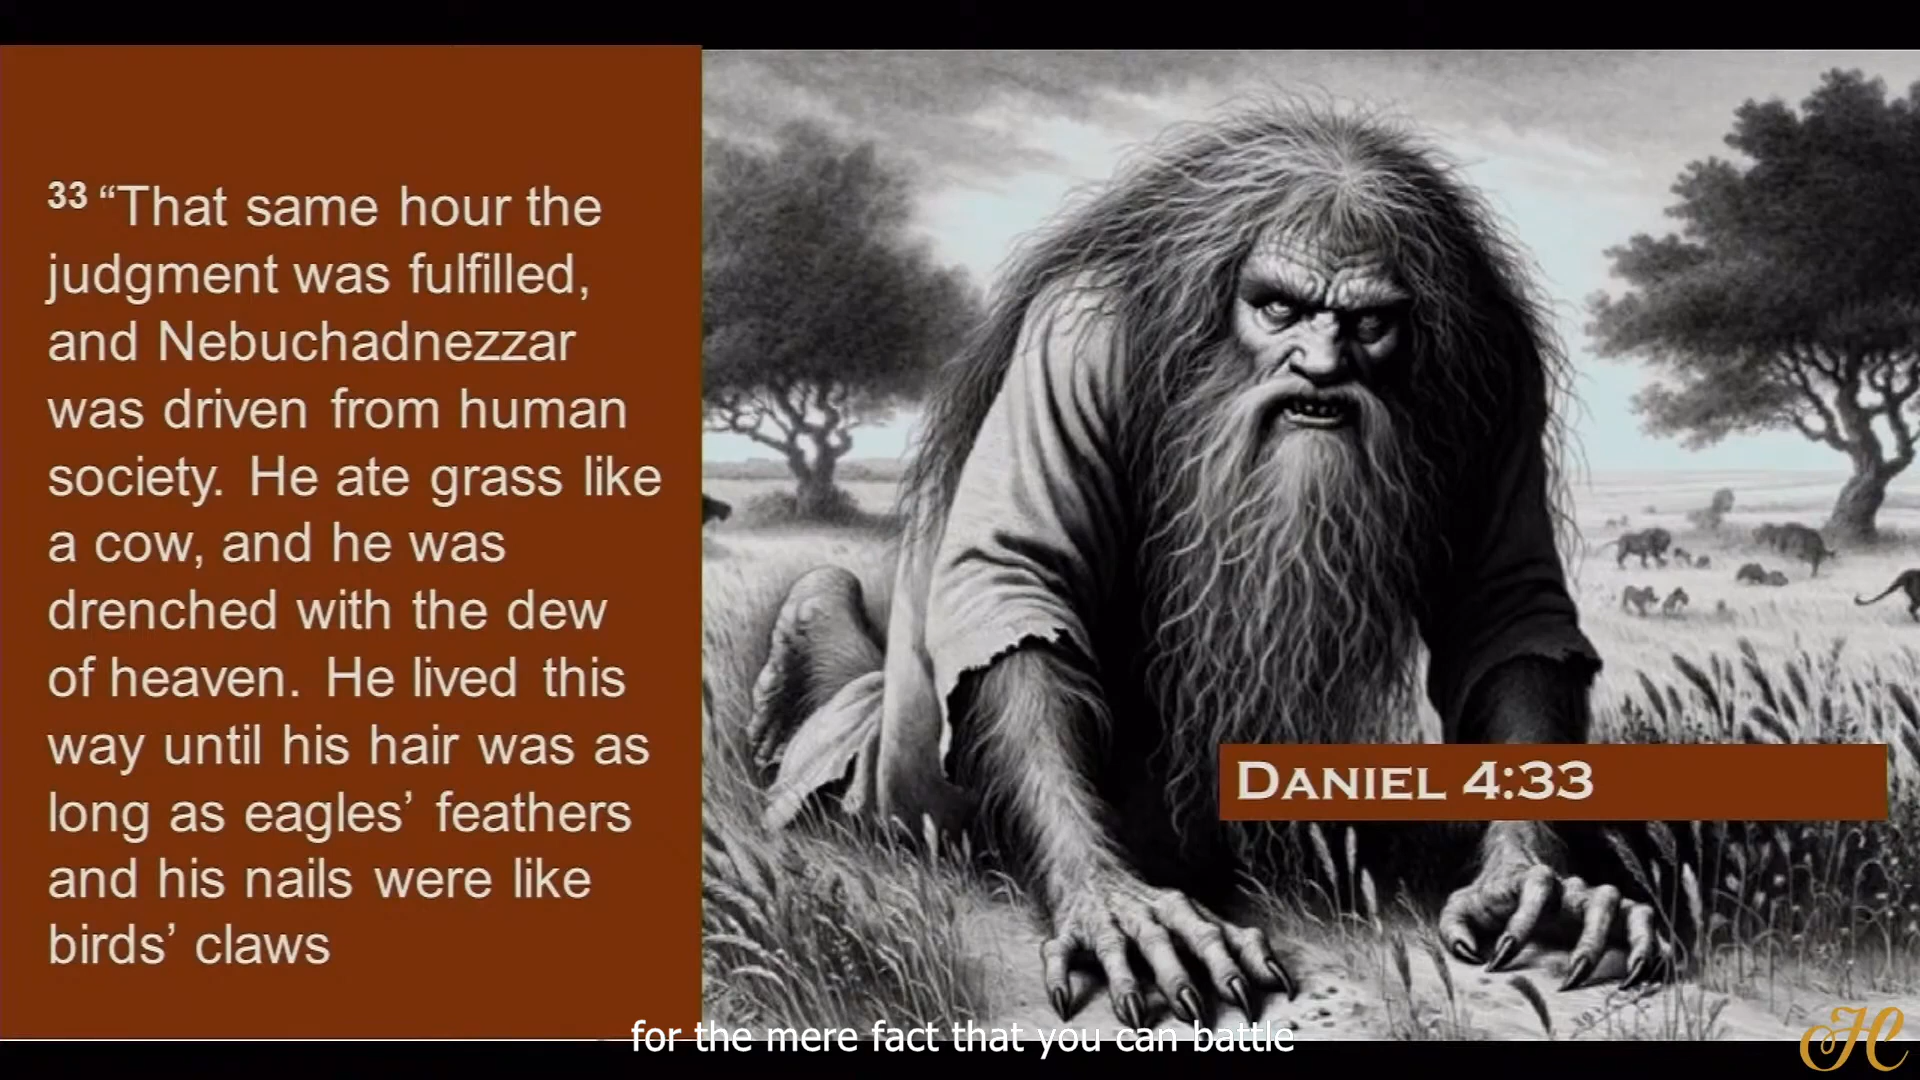 33 “That same hour the
judgment was fulfilled,
and Nebuchadnezzar
was driven from human
society. He ate grass like
a cow, and he was
drenched with the dew
of heaven. He lived this
way until his hair was as
long as eagles’ feathers
and his nails were like
birds’ claws
DANIEL 4:33
for the mere fact that you can battle
H